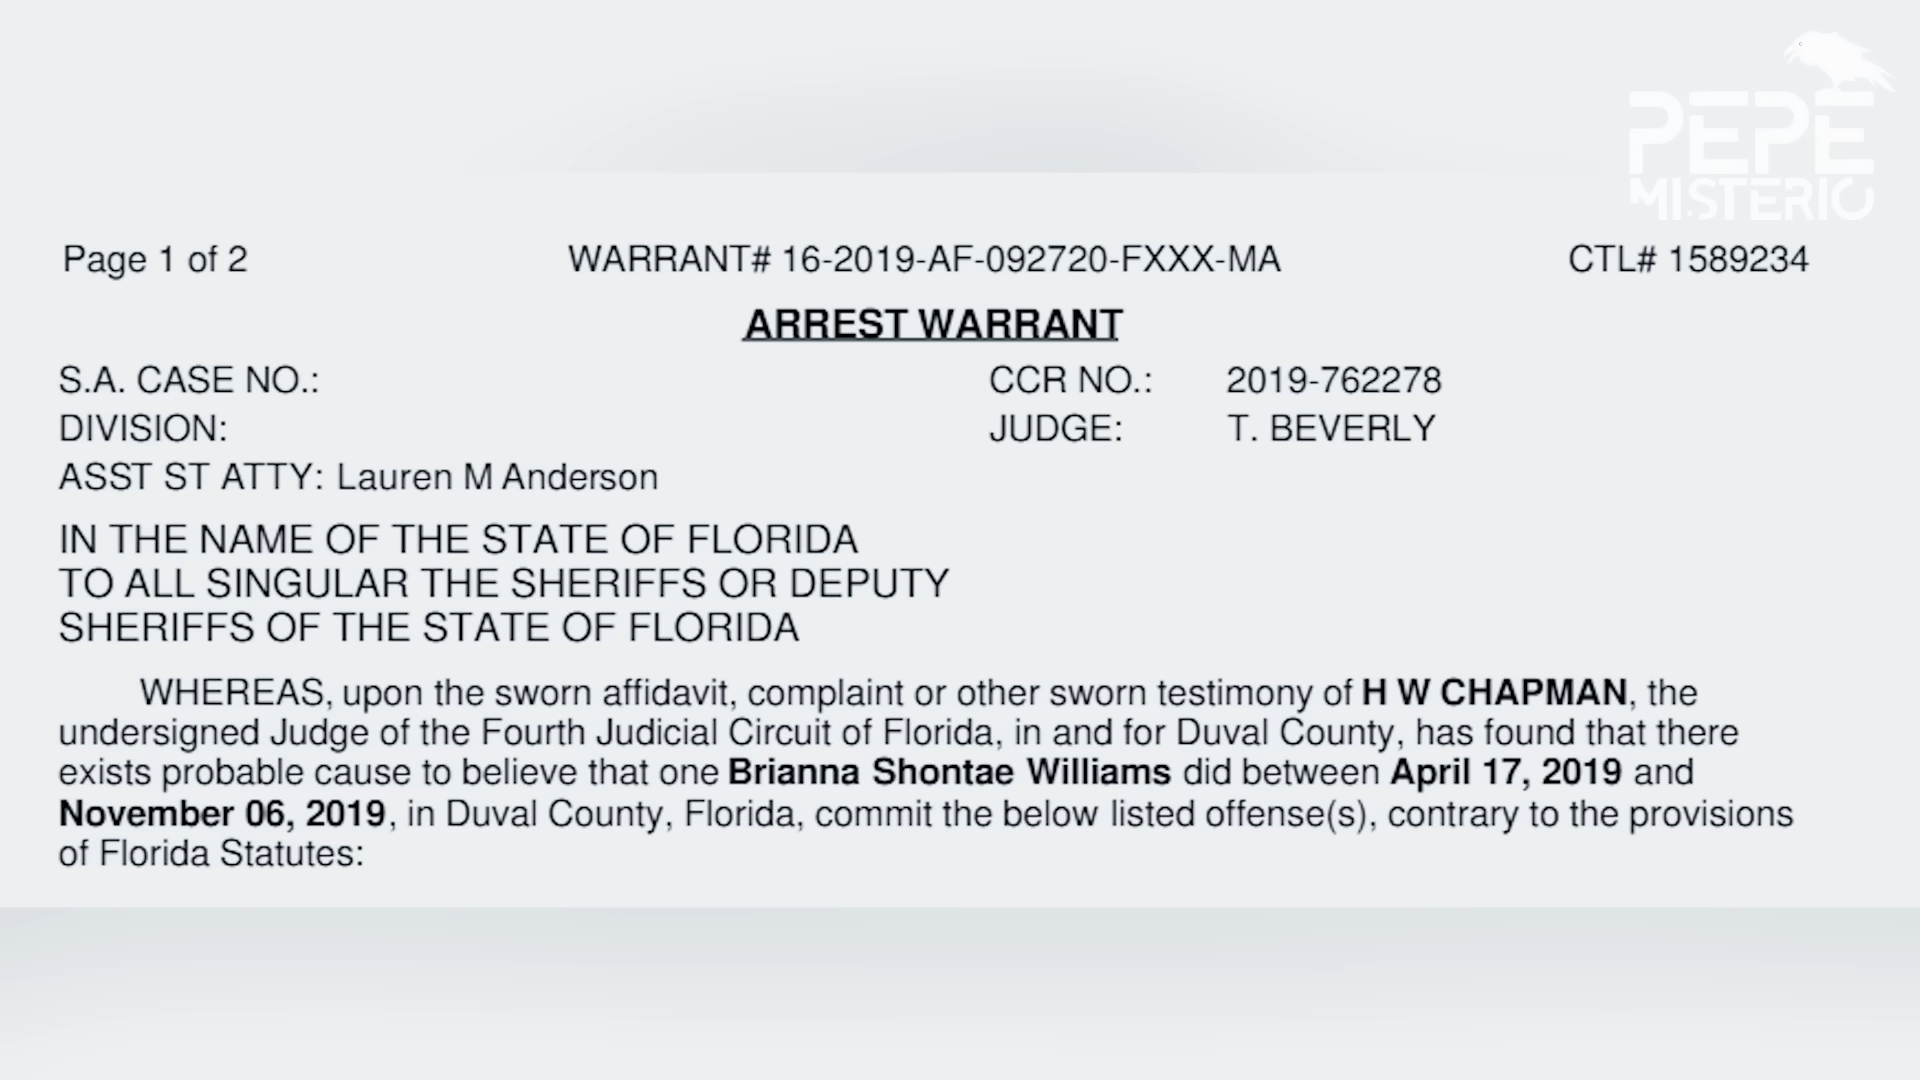 PEPE
MISTERIO
Page 1 of 2 WARRANT# 16-2019-AF-092720-FXXX-MA CTL# 1589234
ARREST WARRANT
S.A. CASE NO.: CCR NO.: 2019-762278
DIVISION: JUDGE: T. BEVERLY
ASST ST ATTY: Lauren M Anderson
IN THE NAME OF THE STATE OF FLORIDA
TO ALL SINGULAR THE SHERIFFS OR DEPUTY
SHERIFFS OF THE STATE OF FLORIDA
WHEREAS, upon the sworn affidavit, complaint or other sworn testimony of H W CHAPMAN, the
undersigned Judge of the Fourth Judicial Circuit of Florida, in and for Duval County, has found that there
exists probable cause to believe that one Brianna Shontae Williams did between April 17, 2019 and
November 06, 2019, in Duval County, Florida, commit the below listed offense(s), contrary to the provisions
of Florida Statutes: